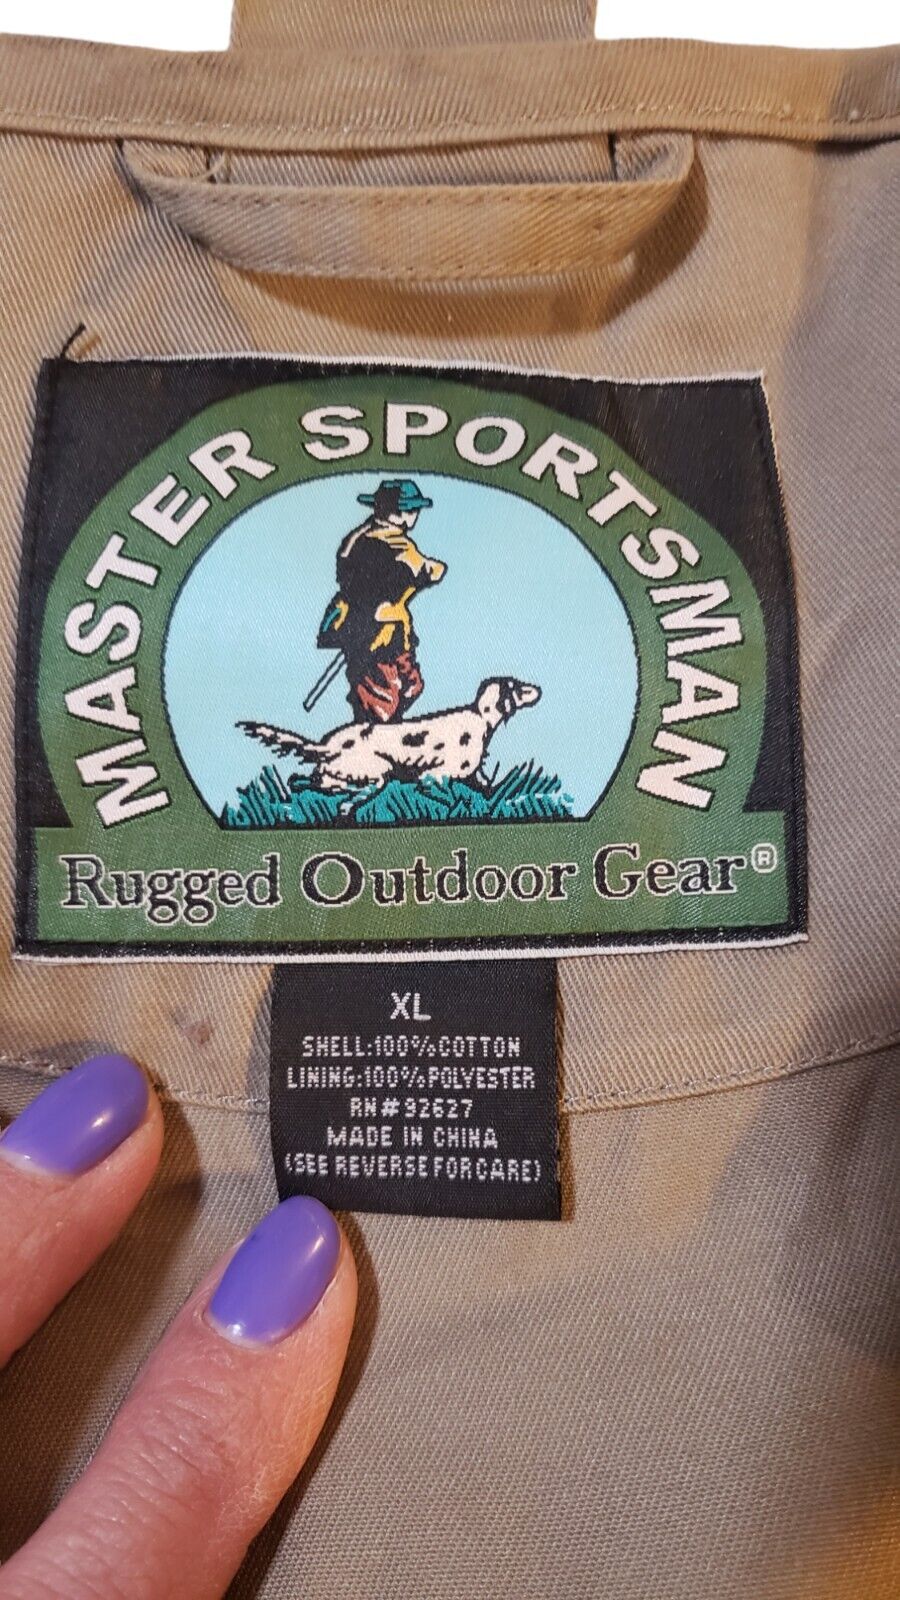 MASTER SPORTSMAN
Rugged Outdoor Gear®
XL
SHELL:100%COTTON
LINING:100%POLYESTER
RN#92627
MADE IN CHINA
(SEE REVERSE FOR CARE)